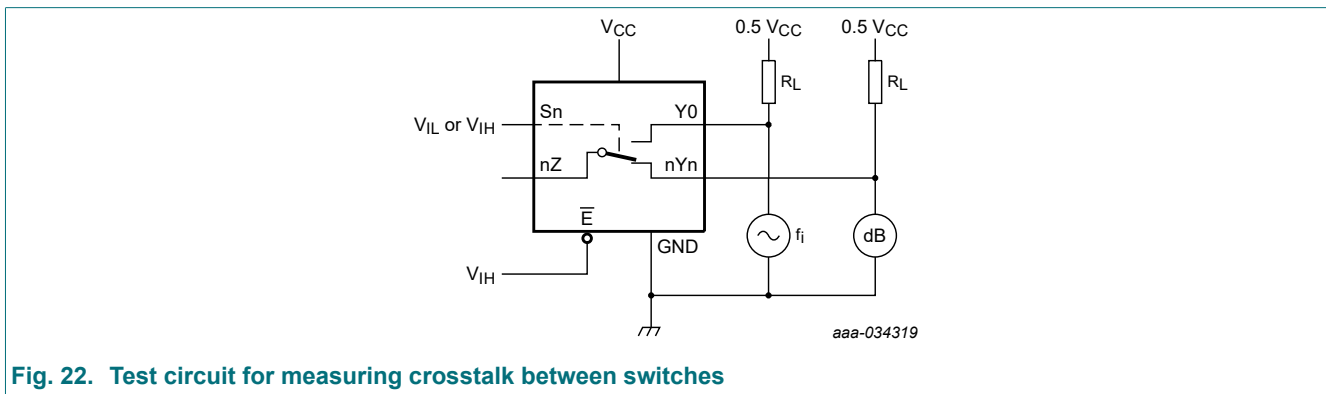 VCC 0.5 VCC 0.5 VCC
RL RL
Sn Y0
VIL or VIH
nZ nYn
E̅
fi dB
GND
VIH
aaa-034319
Fig. 22. Test circuit for measuring crosstalk between switches